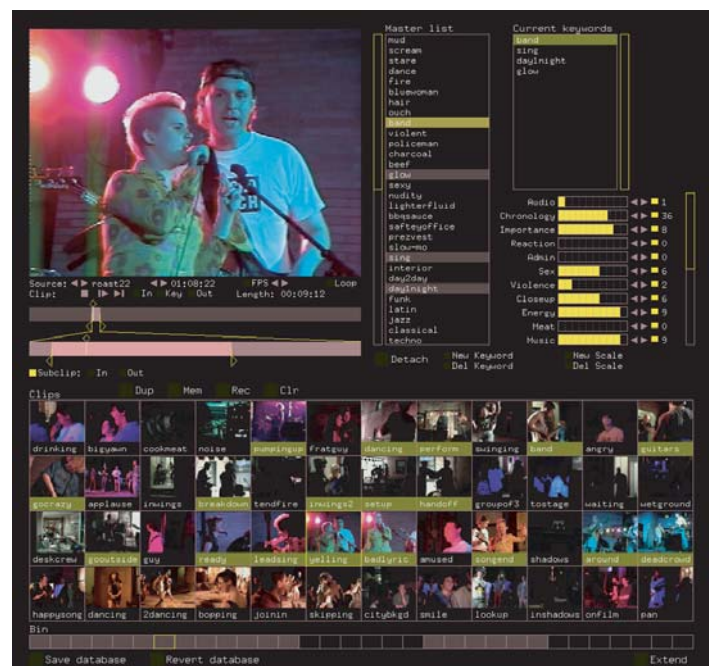 Master list
mud
scream
stare
dance
fire
bluewoman
hair
ouch
band
violent
policeman
charcoal
beef
glow
sexy
nudity
lighterfluid
bbqsauce
safteyoffice
prezvest
slow-mo
sing
interior
day2day
day1night
funk
latin
jazz
classical
techno
Current keywords
band
sing
day1night
glow
Audio 1
Chronology 36
Importance 8
Reaction 0
Admin 0
Sex 6
Violence 2
Closeup 6
Energy 9
Meat 0
Music 9
Source: roast22 01:08:22 FPS Loop
Clip: In Key Out Length: 00:09:12
Detach New Keyword New Scale
Del Keyword Del Scale
Subclip: In Out
Clips Dup Mem Rec Clr
drinking bigyawn cookmeat noise pumpingup fratguy dancing perform swinging band angry guitars
gocrazy applause inwings breakdown tendfire inwings2 setup handoff groupof3 tostage waiting wetground
deskcrew gooutside guy ready leadsing yelling badlyric amused songend shadows around deadcrowd
happysong dancing 2dancing bopping joinin skipping citybkgd smile lookup inshadows onfilm pan
Bin
Save database Revert database Extend